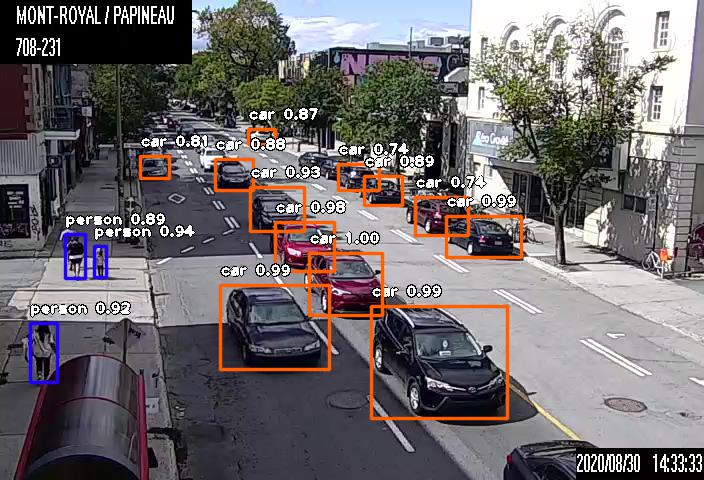 MONT-ROYAL / PAPINEAU
708-231
car 0.87
car 0.81
car 0.88
car 0.74
car 0.89
car 0.93
car 0.74
car 0.98
car 0.99
person 0.89
person 0.94
car 1.00
car 0.99
car 0.99
person 0.92
2020/08/30 14:33:33